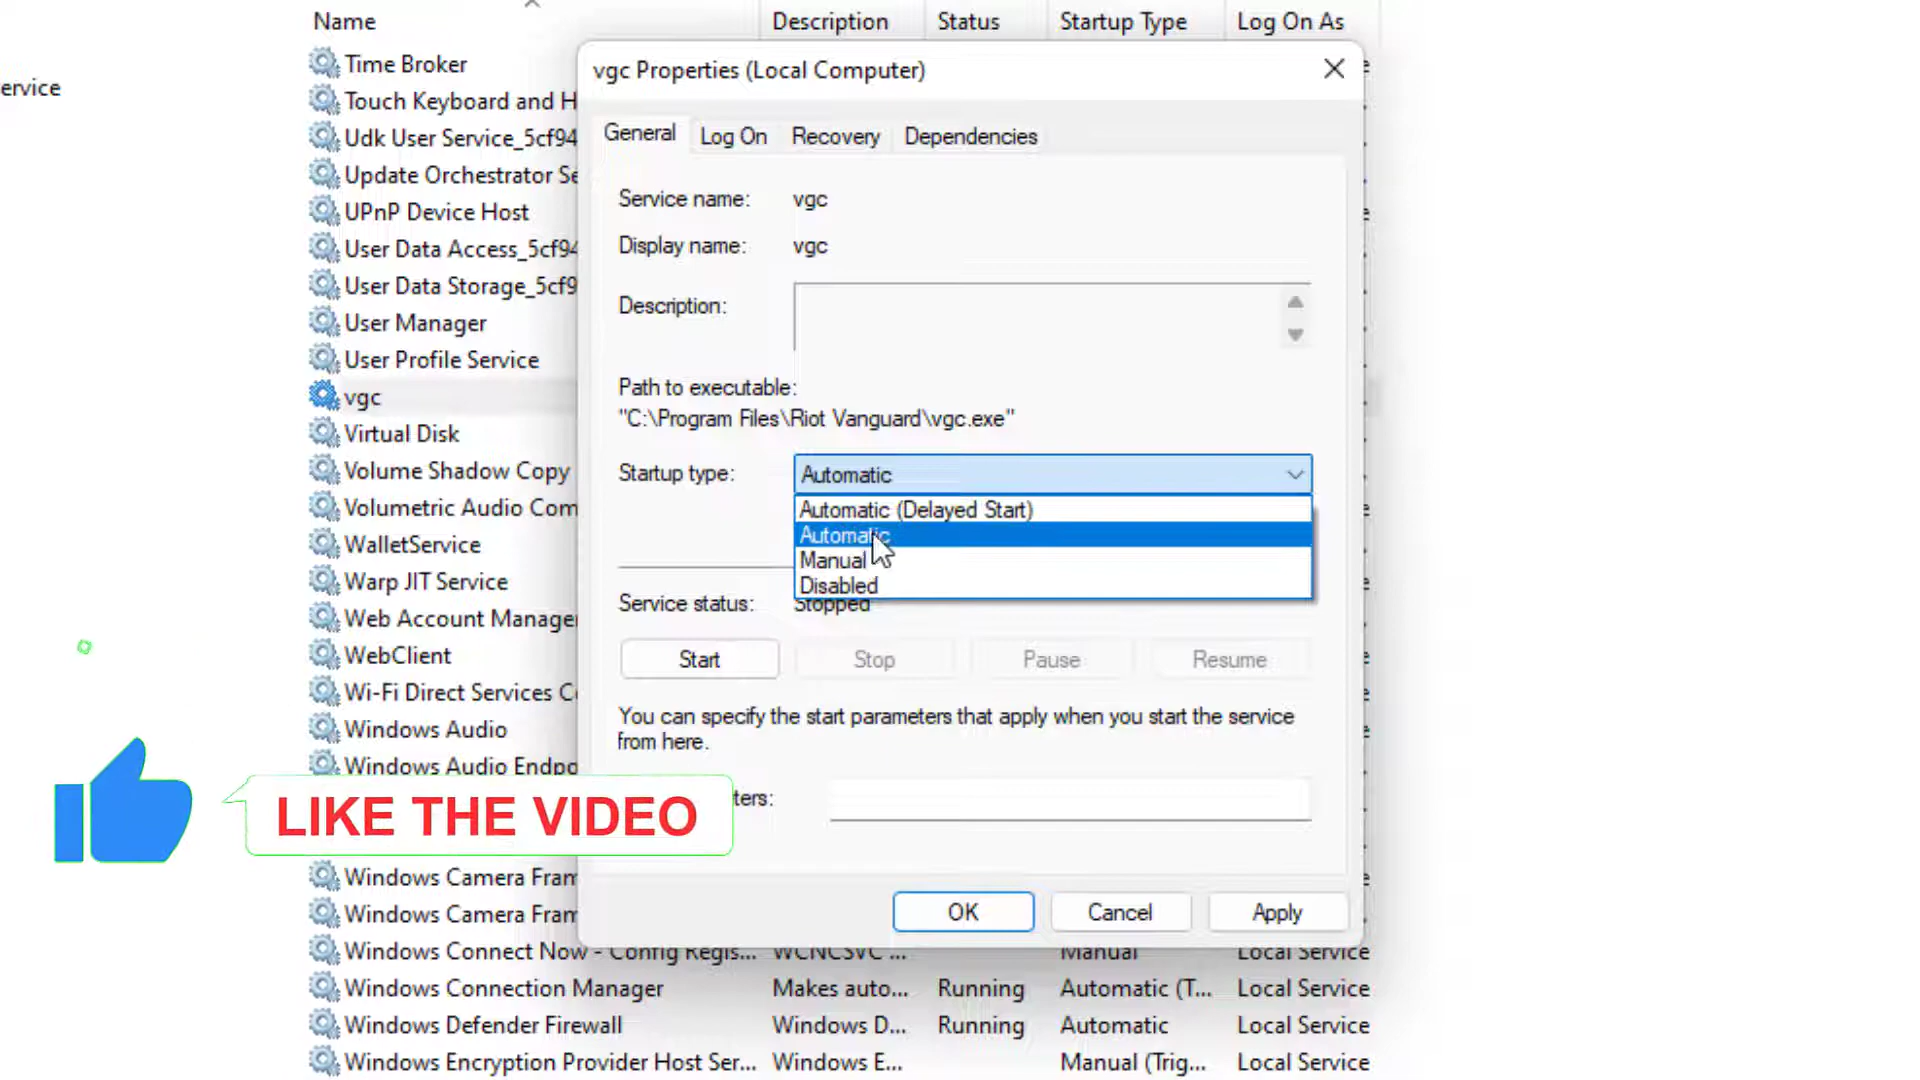 Name Description Status Startup Type Log On As
ervice
Time Broker
Touch Keyboard and H
Udk User Service_5cf94
Update Orchestrator Se
UPnP Device Host
User Data Access_5cf94
User Data Storage_5cf9
User Manager
User Profile Service
vgc
Virtual Disk
Volume Shadow Copy
Volumetric Audio Com
WalletService
Warp JIT Service
Web Account Manager
WebClient
Wi-Fi Direct Services Co
Windows Audio
Windows Audio Endpo
Windows Camera Fram
Windows Camera Fram
Windows Connect Now - Config Regis... WCNCSVC ... Manual Local Service
Windows Connection Manager Makes auto... Running Automatic (T... Local Service
Windows Defender Firewall Windows D... Running Automatic Local Service
Windows Encryption Provider Host Ser... Windows E... Manual (Trig... Local Service
vgc Properties (Local Computer)
General Log On Recovery Dependencies
Service name: vgc
Display name: vgc
Description:
Path to executable:
"C:\Program Files\Riot Vanguard\vgc.exe"
Startup type: Automatic
Automatic (Delayed Start)
Automatic
Manual
Disabled
Service status: Stopped
Start Stop Pause Resume
You can specify the start parameters that apply when you start the service
from here.
ters:
OK Cancel Apply
LIKE THE VIDEO